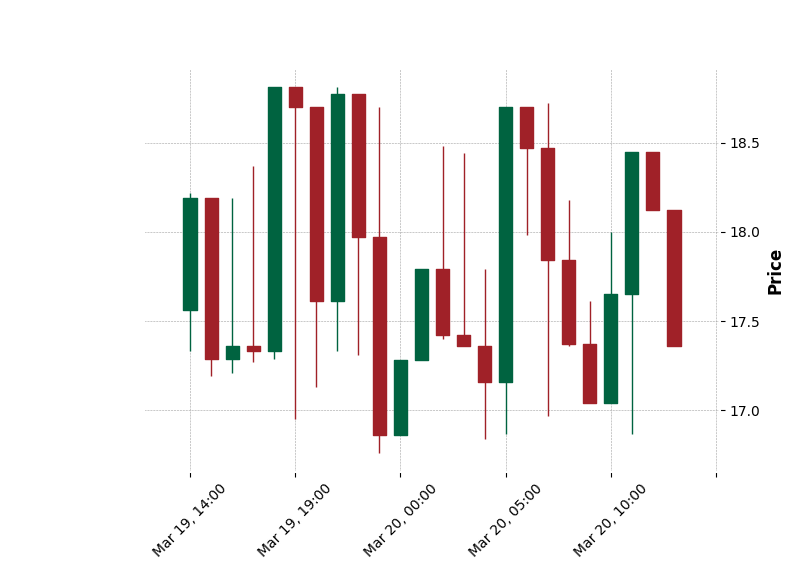 18.5
18.0
17.5
17.0
Price
Mar 19, 14:00
Mar 19, 19:00
Mar 20, 00:00
Mar 20, 05:00
Mar 20, 10:00